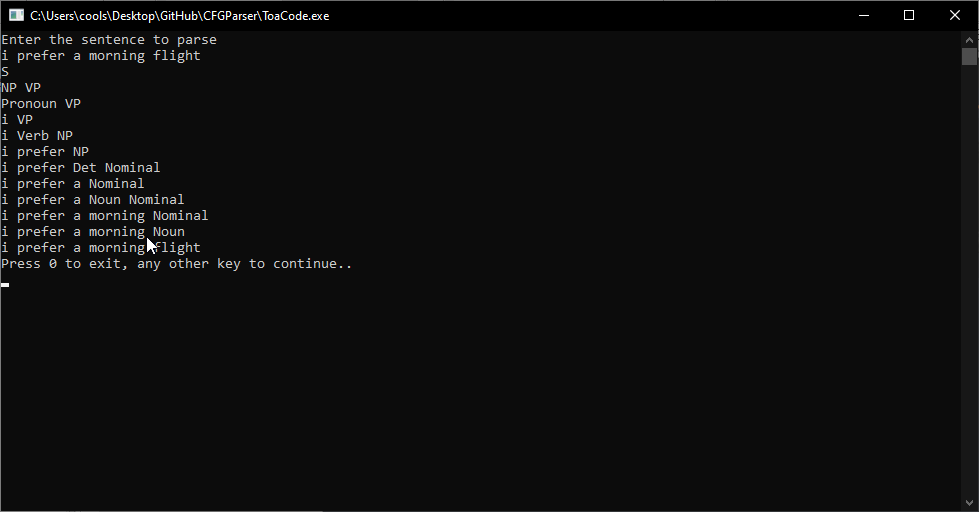 C:\Users\cools\Desktop\GitHub\CFGParser\ToaCode.exe
Enter the sentence to parse
i prefer a morning flight
S
NP VP
Pronoun VP
i VP
i Verb NP
i prefer NP
i prefer Det Nominal
i prefer a Nominal
i prefer a Noun Nominal
i prefer a morning Nominal
i prefer a morning Noun
i prefer a morning flight
Press 0 to exit, any other key to continue..